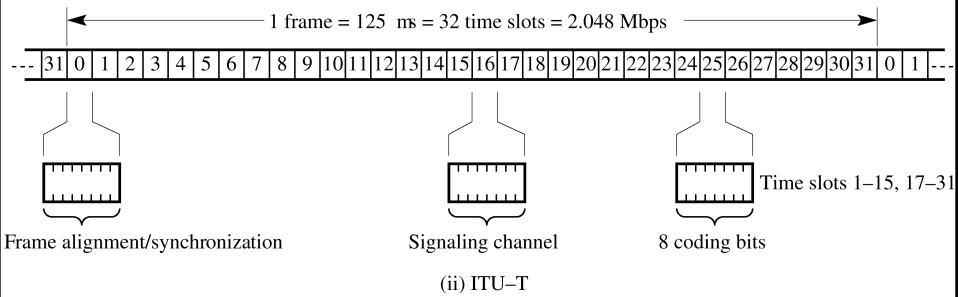 1 frame = 125 ms = 32 time slots = 2.048 Mbps
31 0 1 2 3 4 5 6 7 8 9 10 11 12 13 14 15 16 17 18 19 20 21 22 23 24 25 26 27 28 29 30 31 0 1
Time slots 1–15, 17–31
Frame alignment/synchronization Signaling channel 8 coding bits
(ii) ITU–T